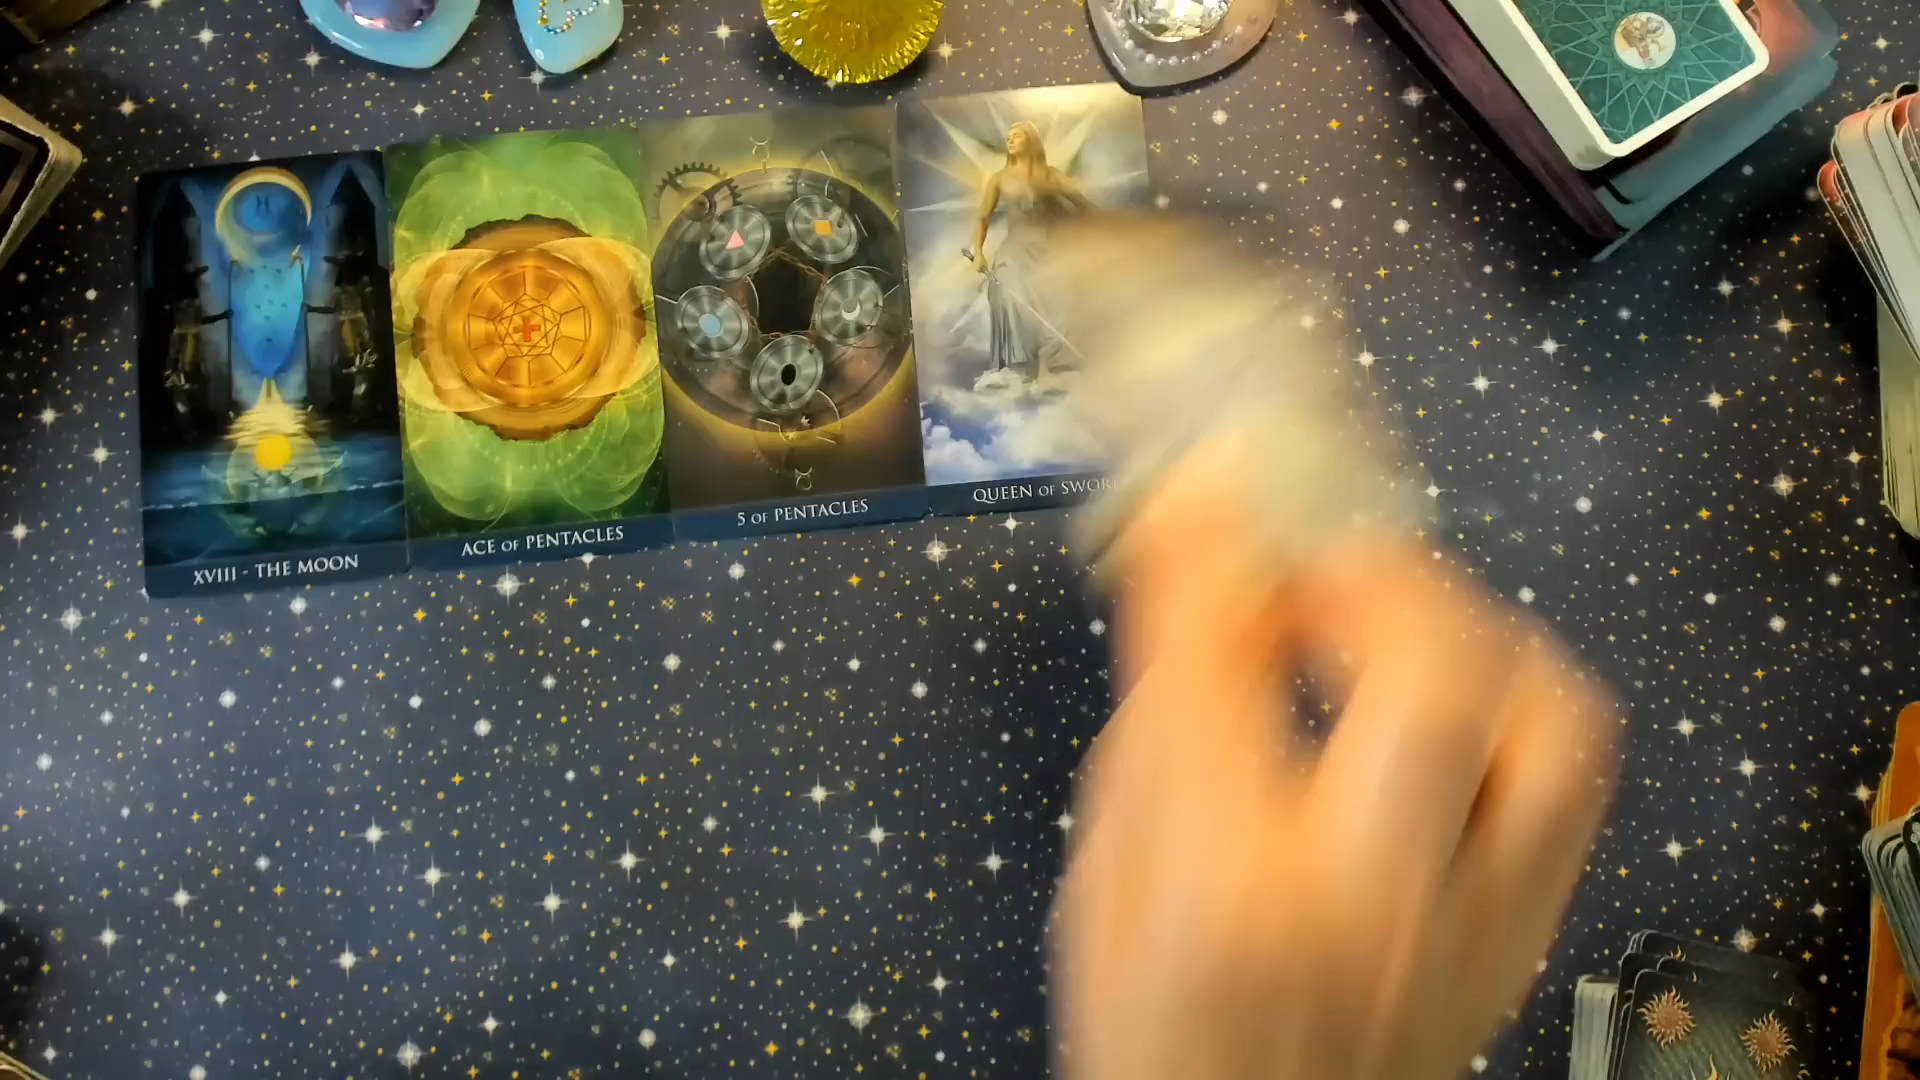 XVIII - THE MOON
ACE OF PENTACLES
5 OF PENTACLES
QUEEN OF SWOR